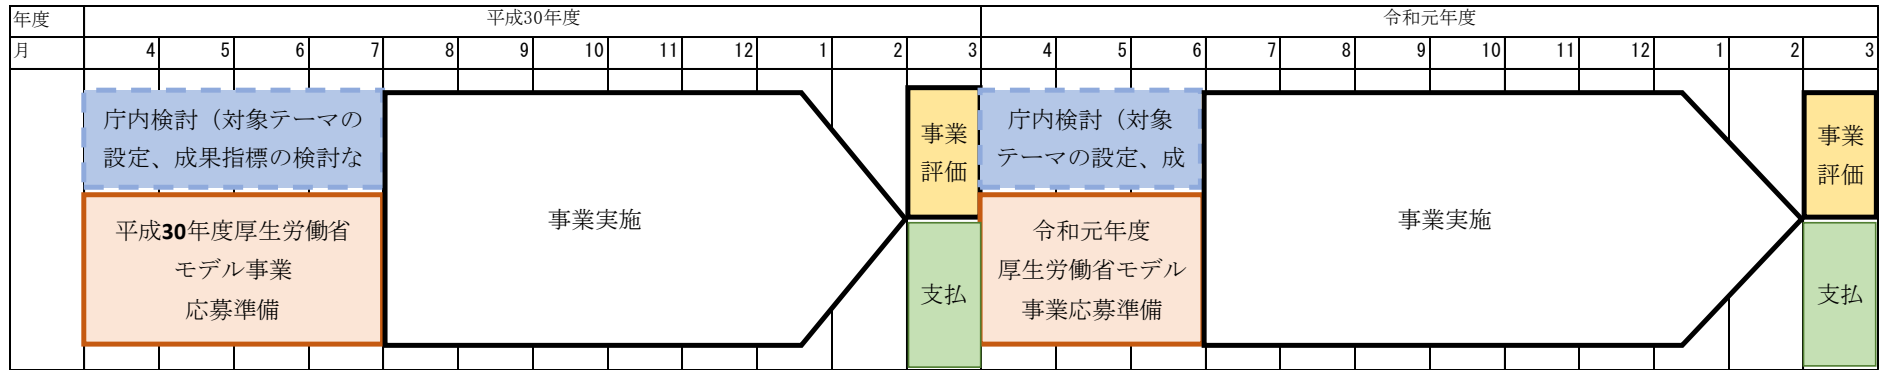 年度 平成30年度 令和元年度
月 4 5 6 7 8 9 10 11 12 1 2 3 4 5 6 7 8 9 10 11 12 1 2 3
庁内検討（対象テーマの
設定、成果指標の検討な
平成30年度厚生労働省
モデル事業
応募準備
事業実施
事業
評価
支払
庁内検討（対象
テーマの設定、成
令和元年度
厚生労働省モデル
事業応募準備
事業実施
事業
評価
支払